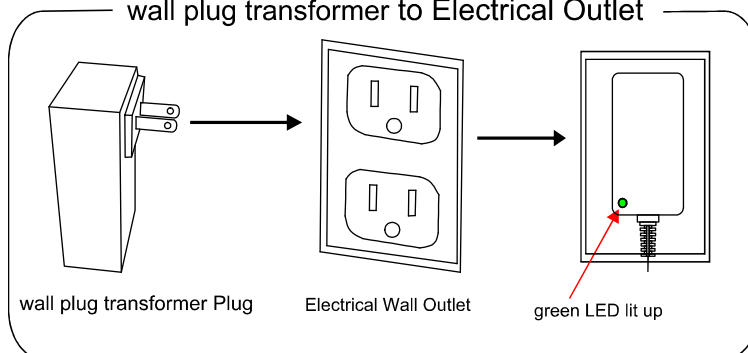 wall plug transformer to Electrical Outlet
wall plug transformer Plug
Electrical Wall Outlet
green LED lit up